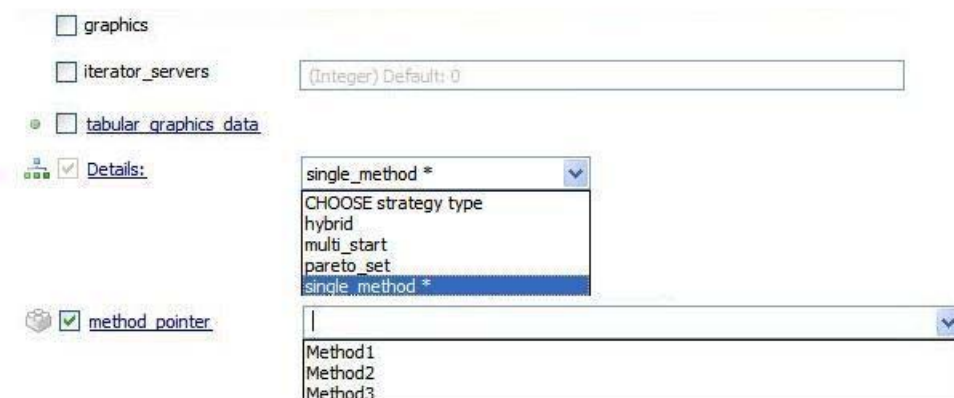 graphics
iterator_servers
(Integer) Default: 0
tabular_graphics_data
Details:
single_method *
CHOOSE strategy type
hybrid
multi_start
pareto_set
single_method *
method_pointer
Method1
Method2
Method3